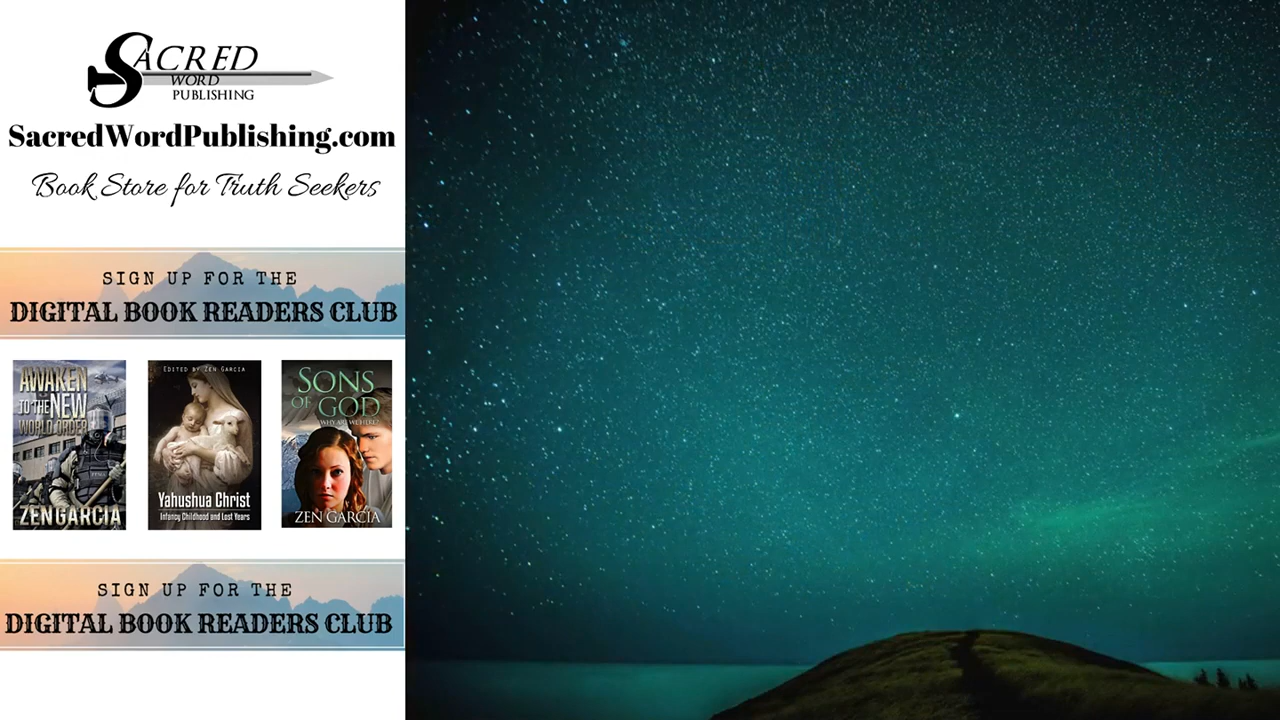 SACRED
WORD
PUBLISHING
SacredWordPublishing.com
Book Store for Truth Seekers
SIGN UP FOR THE
DIGITAL BOOK READERS CLUB
AWAKEN
TO THE NEW
WORLD ORDER
ZEN GARCIA
EDITED BY ZEN GARCIA
Yahushua Christ
Infancy Childhood and Lost Years
SONS
OF GOD
WHY ARE WE HERE?
ZEN GARCIA
SIGN UP FOR THE
DIGITAL BOOK READERS CLUB